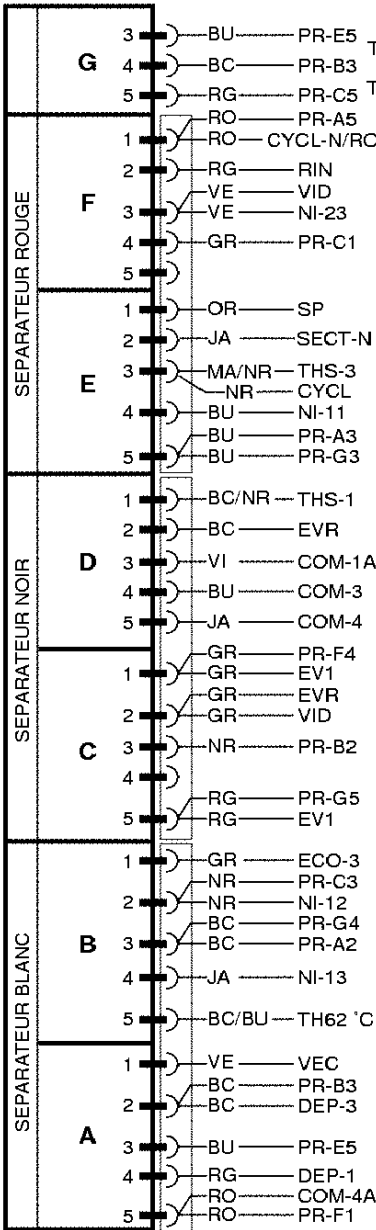 3 BU PR-E5 T
G 4 BC PR-B3
5 RG PR-C5 T
RO PR-A5
1 RO CYCL-N/RO
2 RG RIN
VE VID
F 3 VE NI-23
4 GR PR-C1
5
SEPARATEUR ROUGE
1 OR SP
2 JA SECT-N
3 MA/NR THS-3
E NR CYCL
4 BU NI-11
BU PR-A3
5 BU PR-G3
1 BC/NR THS-1
2 BC EVR
D 3 VI COM-1A
4 BU COM-3
5 JA COM-4
SEPARATEUR NOIR
GR PR-F4
1 GR EV1
GR EVR
2 GR VID
C 3 NR PR-B2
4
RG PR-G5
5 RG EV1
1 GR ECO-3
NR PR-C3
2 NR NI-12
BC PR-G4
B 3 BC PR-A2
4 JA NI-13
5 BC/BU TH62 °C
SEPARATEUR BLANC
1 VE VEC
BC PR-B3
2 BC DEP-3
A 3 BU PR-E5
4 RG DEP-1
RO COM-4A
5 RO PR-F1